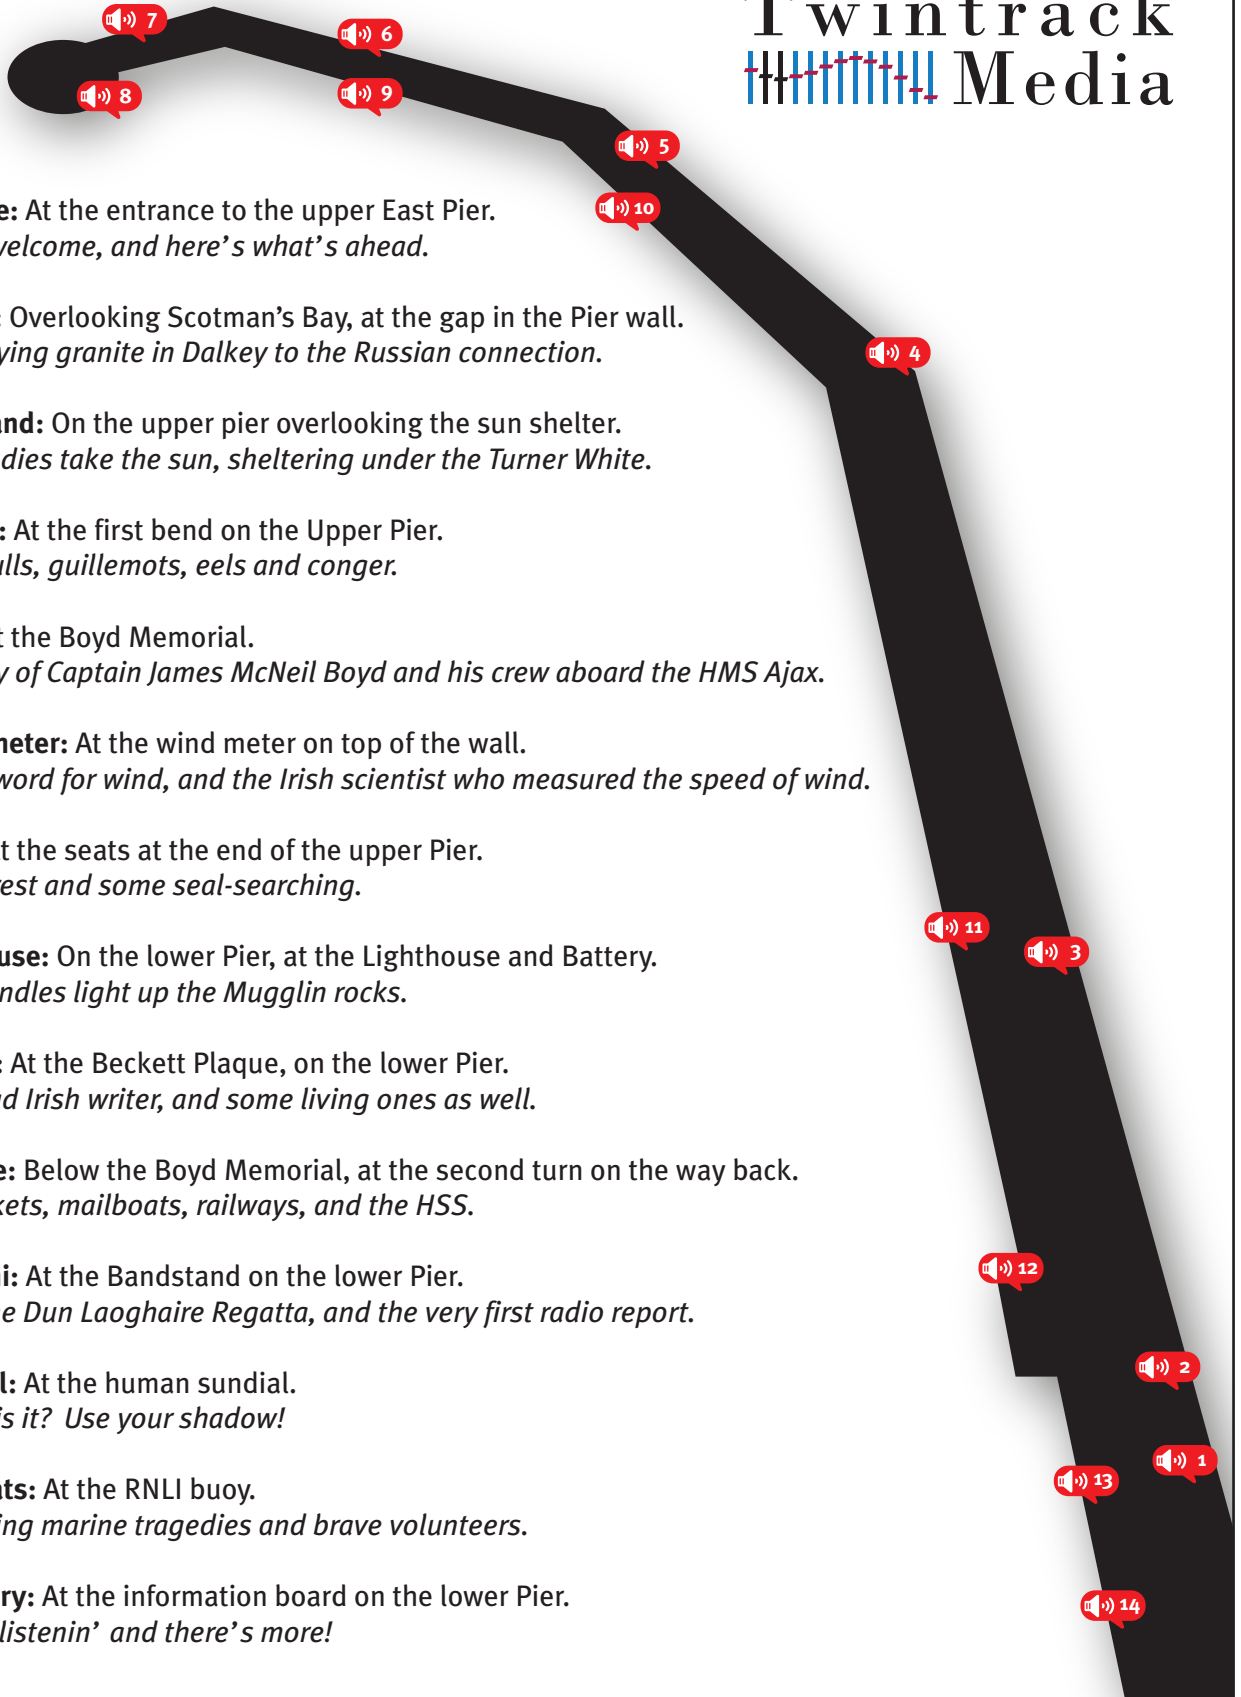 Twintrack
Media
7
6
8
9
5
10
e: At the entrance to the upper East Pier.
velcome, and here's what's ahead.
: Overlooking Scotman's Bay, at the gap in the Pier wall.
ying granite in Dalkey to the Russian connection.
4
and: On the upper pier overlooking the sun shelter.
dies take the sun, sheltering under the Turner White.
: At the first bend on the Upper Pier.
ulls, guillemots, eels and conger.
t the Boyd Memorial.
y of Captain James McNeil Boyd and his crew aboard the HMS Ajax.
meter: At the wind meter on top of the wall.
word for wind, and the Irish scientist who measured the speed of wind.
t the seats at the end of the upper Pier.
rest and some seal-searching.
11
3
use: On the lower Pier, at the Lighthouse and Battery.
ndles light up the Mugglin rocks.
: At the Beckett Plaque, on the lower Pier.
d Irish writer, and some living ones as well.
e: Below the Boyd Memorial, at the second turn on the way back.
kets, mailboats, railways, and the HSS.
12
ni: At the Bandstand on the lower Pier.
e Dun Laoghaire Regatta, and the very first radio report.
2
l: At the human sundial.
is it? Use your shadow!
1
13
ats: At the RNLI buoy.
ing marine tragedies and brave volunteers.
14
ry: At the information board on the lower Pier.
listenin' and there's more!